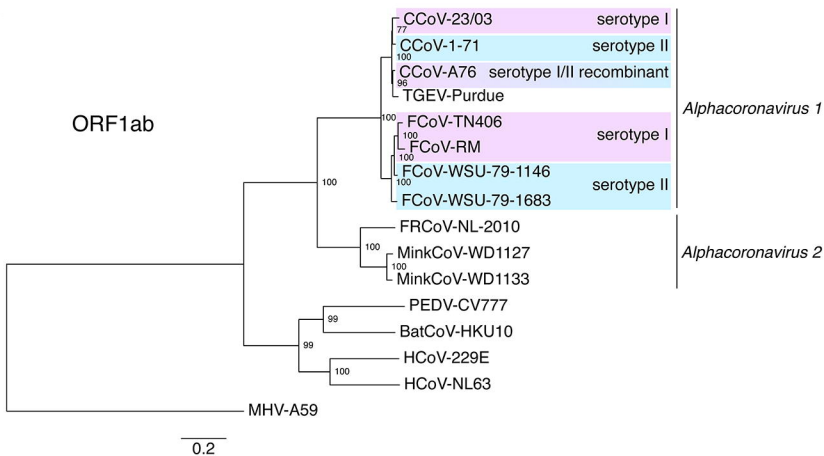 ORF1ab
CCoV-23/03 serotype I
77
CCoV-1-71 serotype II
100
CCoV-A76 serotype I/II recombinant
96
TGEV-Purdue
Alphacoronavirus 1
100
FCoV-TN406
100
serotype I
FCoV-RM
100
FCoV-WSU-79-1146
100
serotype II
FCoV-WSU-79-1683
100
FRCoV-NL-2010
100
MinkCoV-WD1127
Alphacoronavirus 2
100
MinkCoV-WD1133
PEDV-CV777
99
BatCoV-HKU10
99
HCoV-229E
100
HCoV-NL63
MHV-A59
0.2